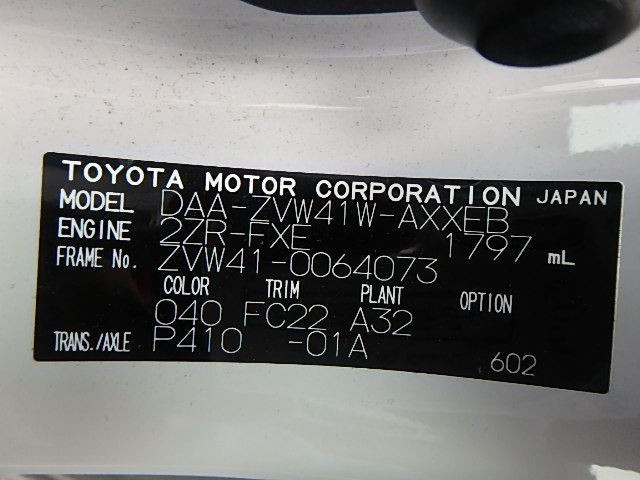 TOYOTA MOTOR CORPORATION JAPAN
MODEL DAA-ZVW41W-AXXEB
ENGINE 2ZR-FXE 1797 mL
FRAME No. ZVW41-0064073
COLOR TRIM PLANT OPTION
040 FC22 A32
TRANS./AXLE P410 -01A
602